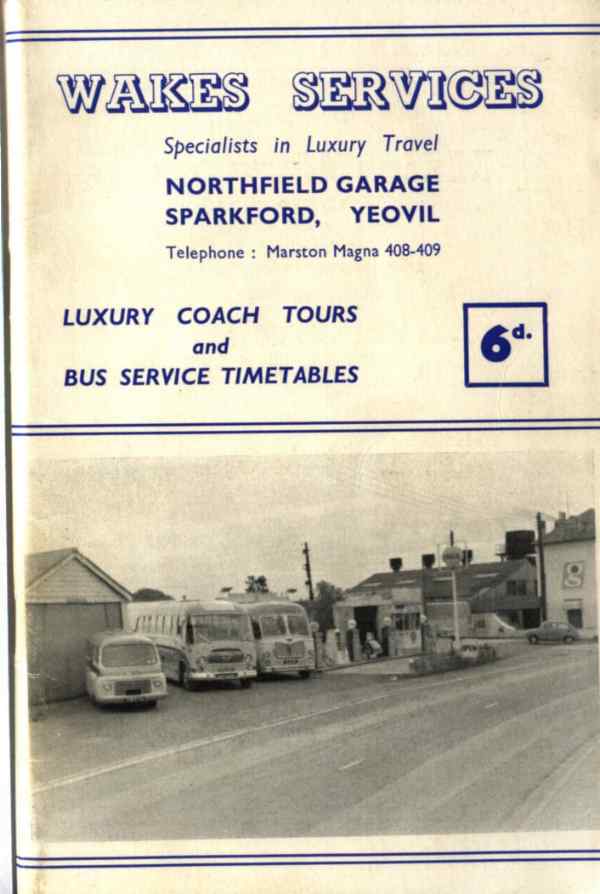 WAKES SERVICES
Specialists in Luxury Travel
NORTHFIELD GARAGE
SPARKFORD, YEOVIL
Telephone : Marston Magna 408-409
LUXURY COACH TOURS
and
BUS SERVICE TIMETABLES
6d.
g